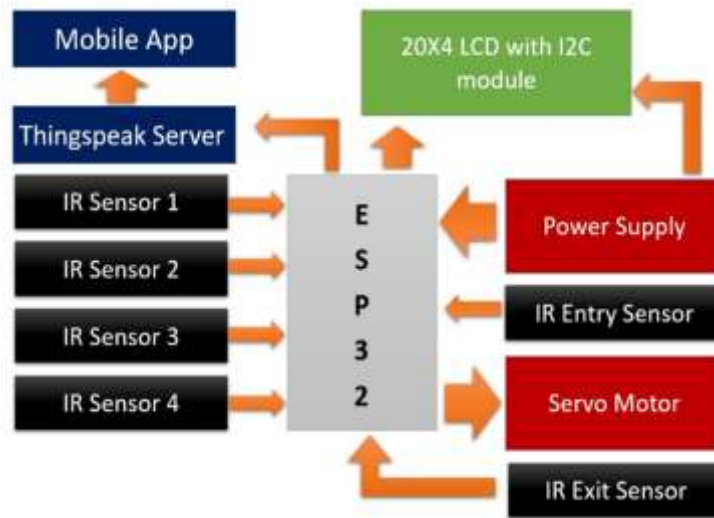 Mobile App
20X4 LCD with I2C
module
Thingspeak Server
IR Sensor 1
IR Sensor 2
IR Sensor 3
IR Sensor 4
E
S
P
3
2
Power Supply
IR Entry Sensor
Servo Motor
IR Exit Sensor